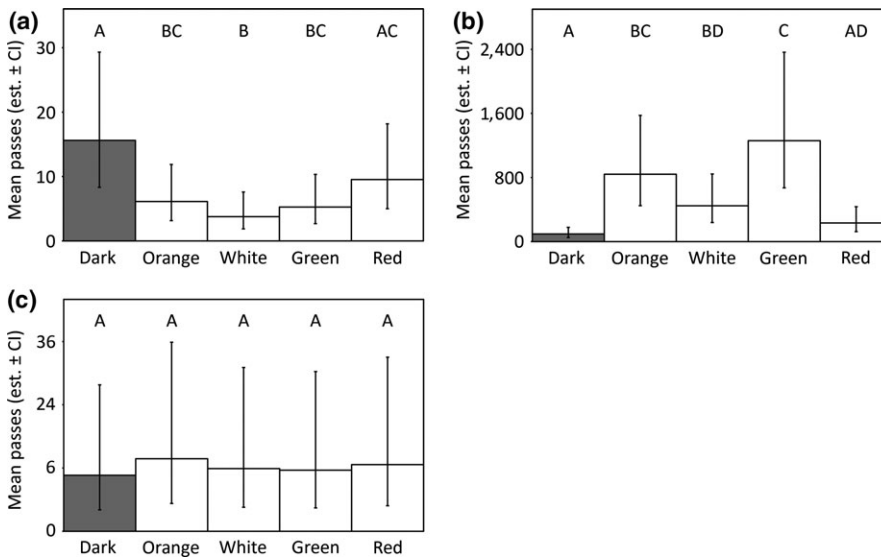 (a)
Mean passes (est. ± CI)
A BC B BC AC
30
20
10
0
Dark Orange White Green Red
(b)
Mean passes (est. ± CI)
A BC BD C AD
2,400
1,600
800
0
Dark Orange White Green Red
(c)
Mean passes (est. ± CI)
A A A A A
36
24
6
0
Dark Orange White Green Red